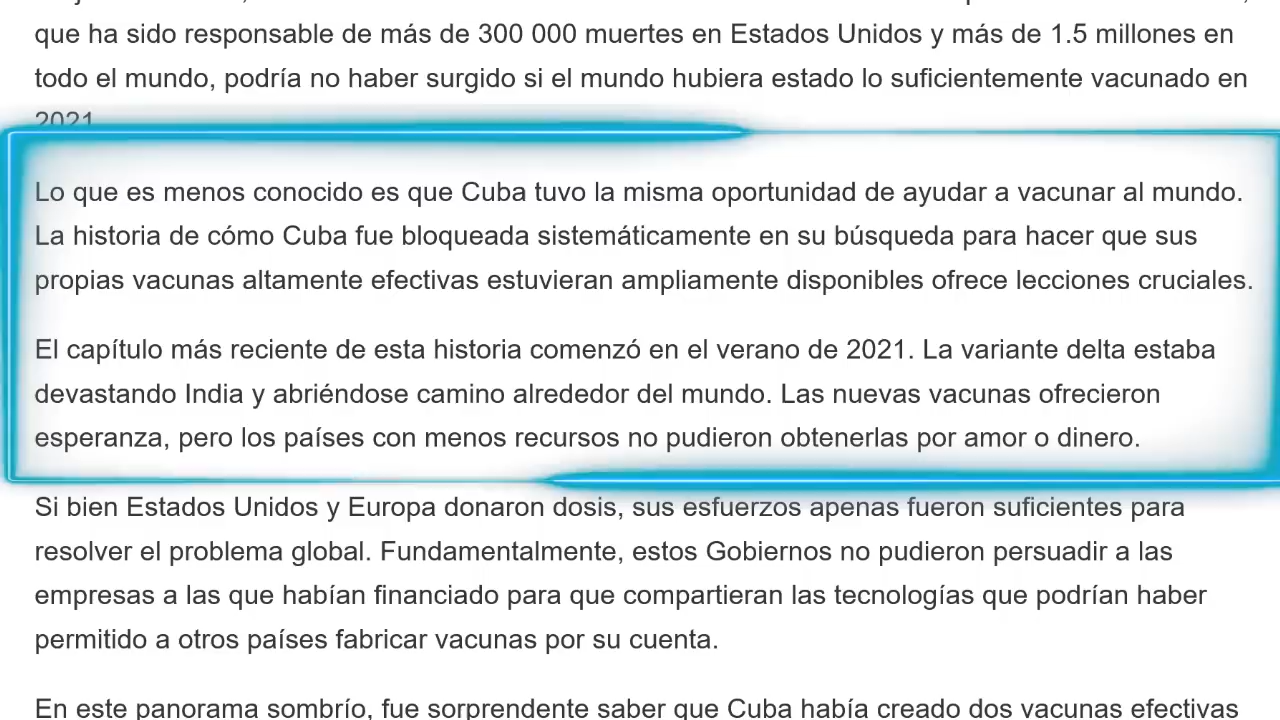 que ha sido responsable de más de 300 000 muertes en Estados Unidos y más de 1.5 millones en
todo el mundo, podría no haber surgido si el mundo hubiera estado lo suficientemente vacunado en
2021
Lo que es menos conocido es que Cuba tuvo la misma oportunidad de ayudar a vacunar al mundo.
La historia de cómo Cuba fue bloqueada sistemáticamente en su búsqueda para hacer que sus
propias vacunas altamente efectivas estuvieran ampliamente disponibles ofrece lecciones cruciales.
El capítulo más reciente de esta historia comenzó en el verano de 2021. La variante delta estaba
devastando India y abriéndose camino alrededor del mundo. Las nuevas vacunas ofrecieron
esperanza, pero los países con menos recursos no pudieron obtenerlas por amor o dinero.
Si bien Estados Unidos y Europa donaron dosis, sus esfuerzos apenas fueron suficientes para
resolver el problema global. Fundamentalmente, estos Gobiernos no pudieron persuadir a las
empresas a las que habían financiado para que compartieran las tecnologías que podrían haber
permitido a otros países fabricar vacunas por su cuenta.
En este panorama sombrío, fue sorprendente saber que Cuba había creado dos vacunas efectivas